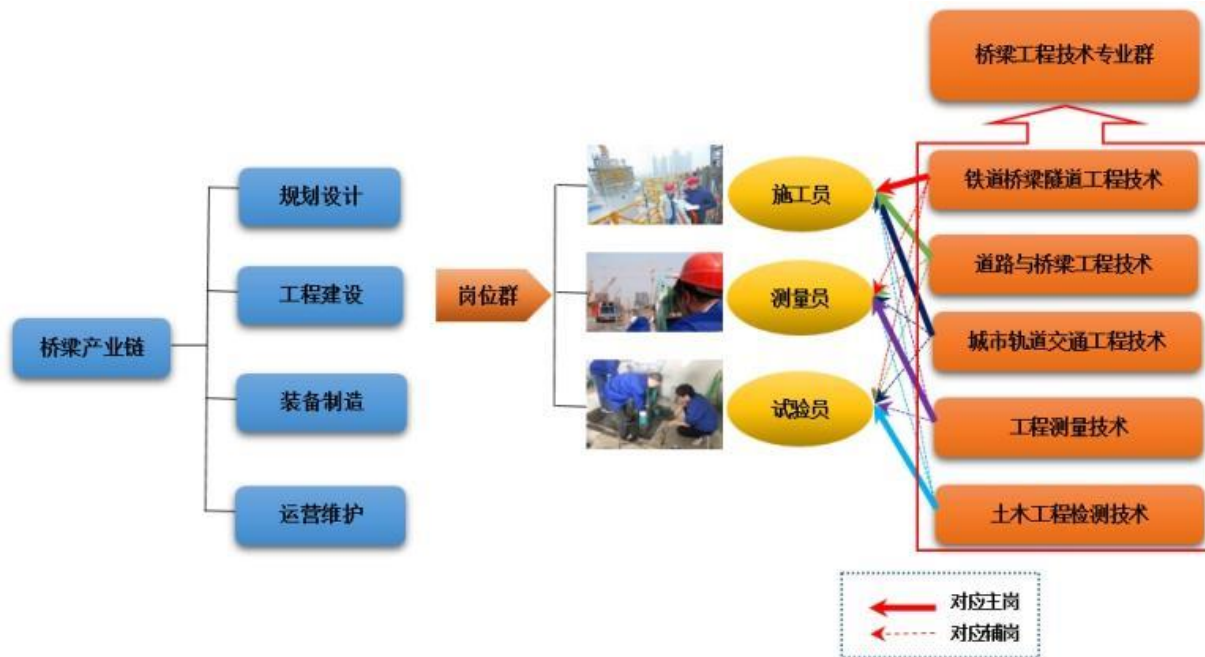 桥梁工程技术专业群
桥梁产业链
规划设计
工程建设
装备制造
运营维护
岗位群
施工员
测量员
试验员
铁道桥梁隧道工程技术
道路与桥梁工程技术
城市轨道交通工程技术
工程测量技术
土木工程检测技术
对应主岗
对应辅岗